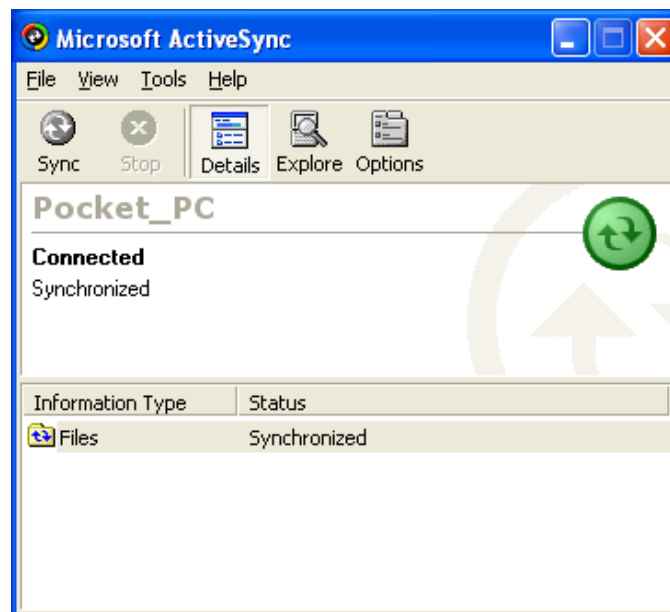 Microsoft ActiveSync
File View Tools Help
Sync Stop Details Explore Options
Pocket_PC
Connected
Synchronized
Information Type Status
Files Synchronized